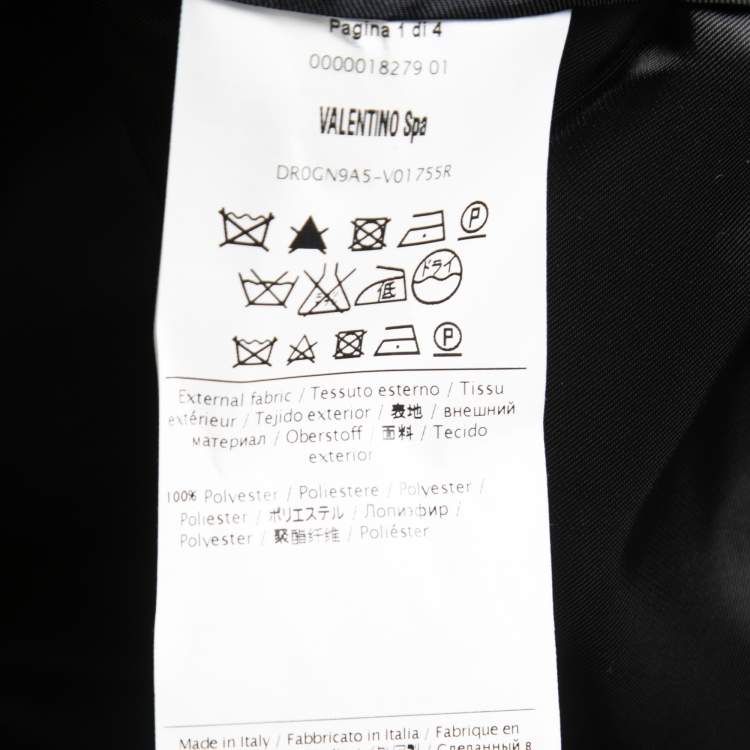 Pagina 1 di 4
0000018279 01
VALENTINO Spa
DR0GN9A5-V01755R
P
低 ドライ
P
External fabric / Tessuto esterno / Tissu
extérieur / Tejido exterior / 表地 / внешний
материал / Oberstoff / 面料 / Tecido
exterior
100% Polyester / Poliestere / Polyester /
Poliester / ポリエステル / Лопиэфир /
Polyester / 聚酯纤维 / Poliéster
Made in Italy / Fabbricato in Italia / Fabrique en
Сделанный в